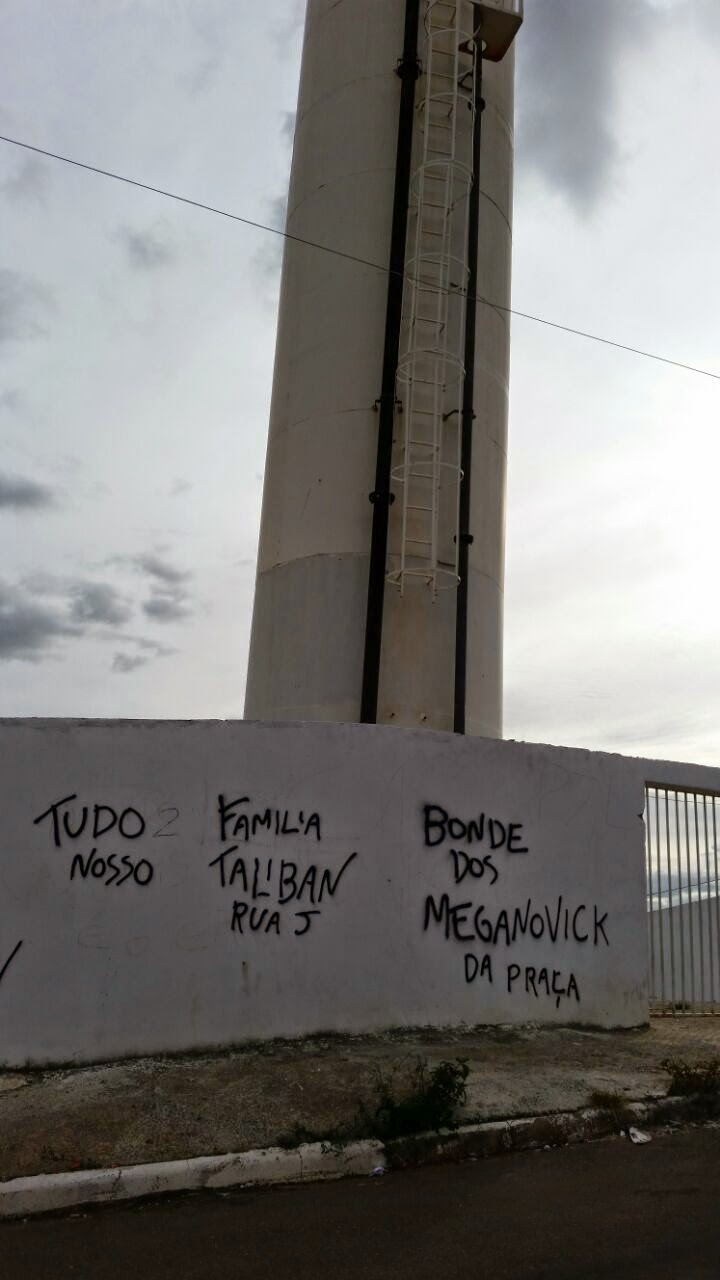 TUDO 2
NOSSO
FAMILIA
TALIBAN
RUA J
BONDE
DOS
MEGANOVICK
DA PRAÇA